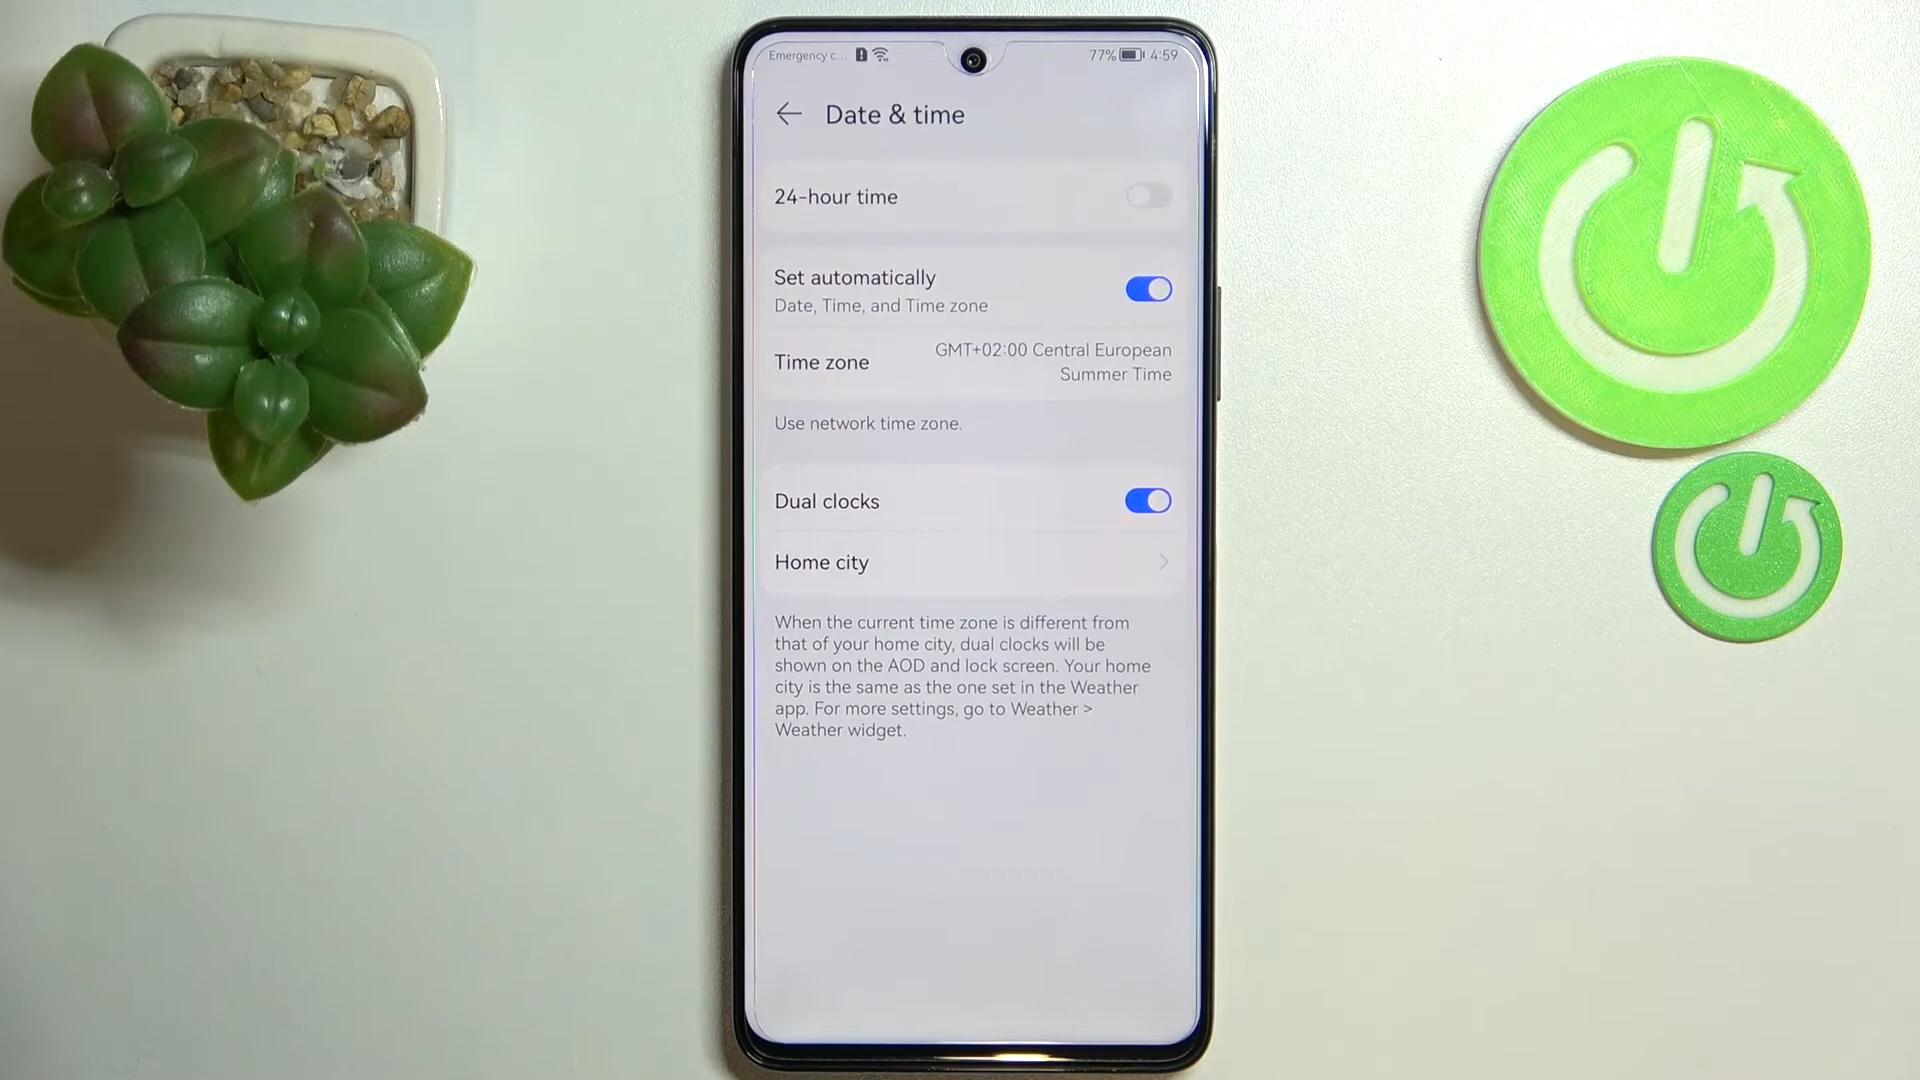 Emergency c... 77% 4:59
Date & time
24-hour time
Set automatically
Date, Time, and Time zone
Time zone
GMT+02:00 Central European
Summer Time
Use network time zone.
Dual clocks
Home city
When the current time zone is different from
that of your home city, dual clocks will be
shown on the AOD and lock screen. Your home
city is the same as the one set in the Weather
app. For more settings, go to Weather >
Weather widget.